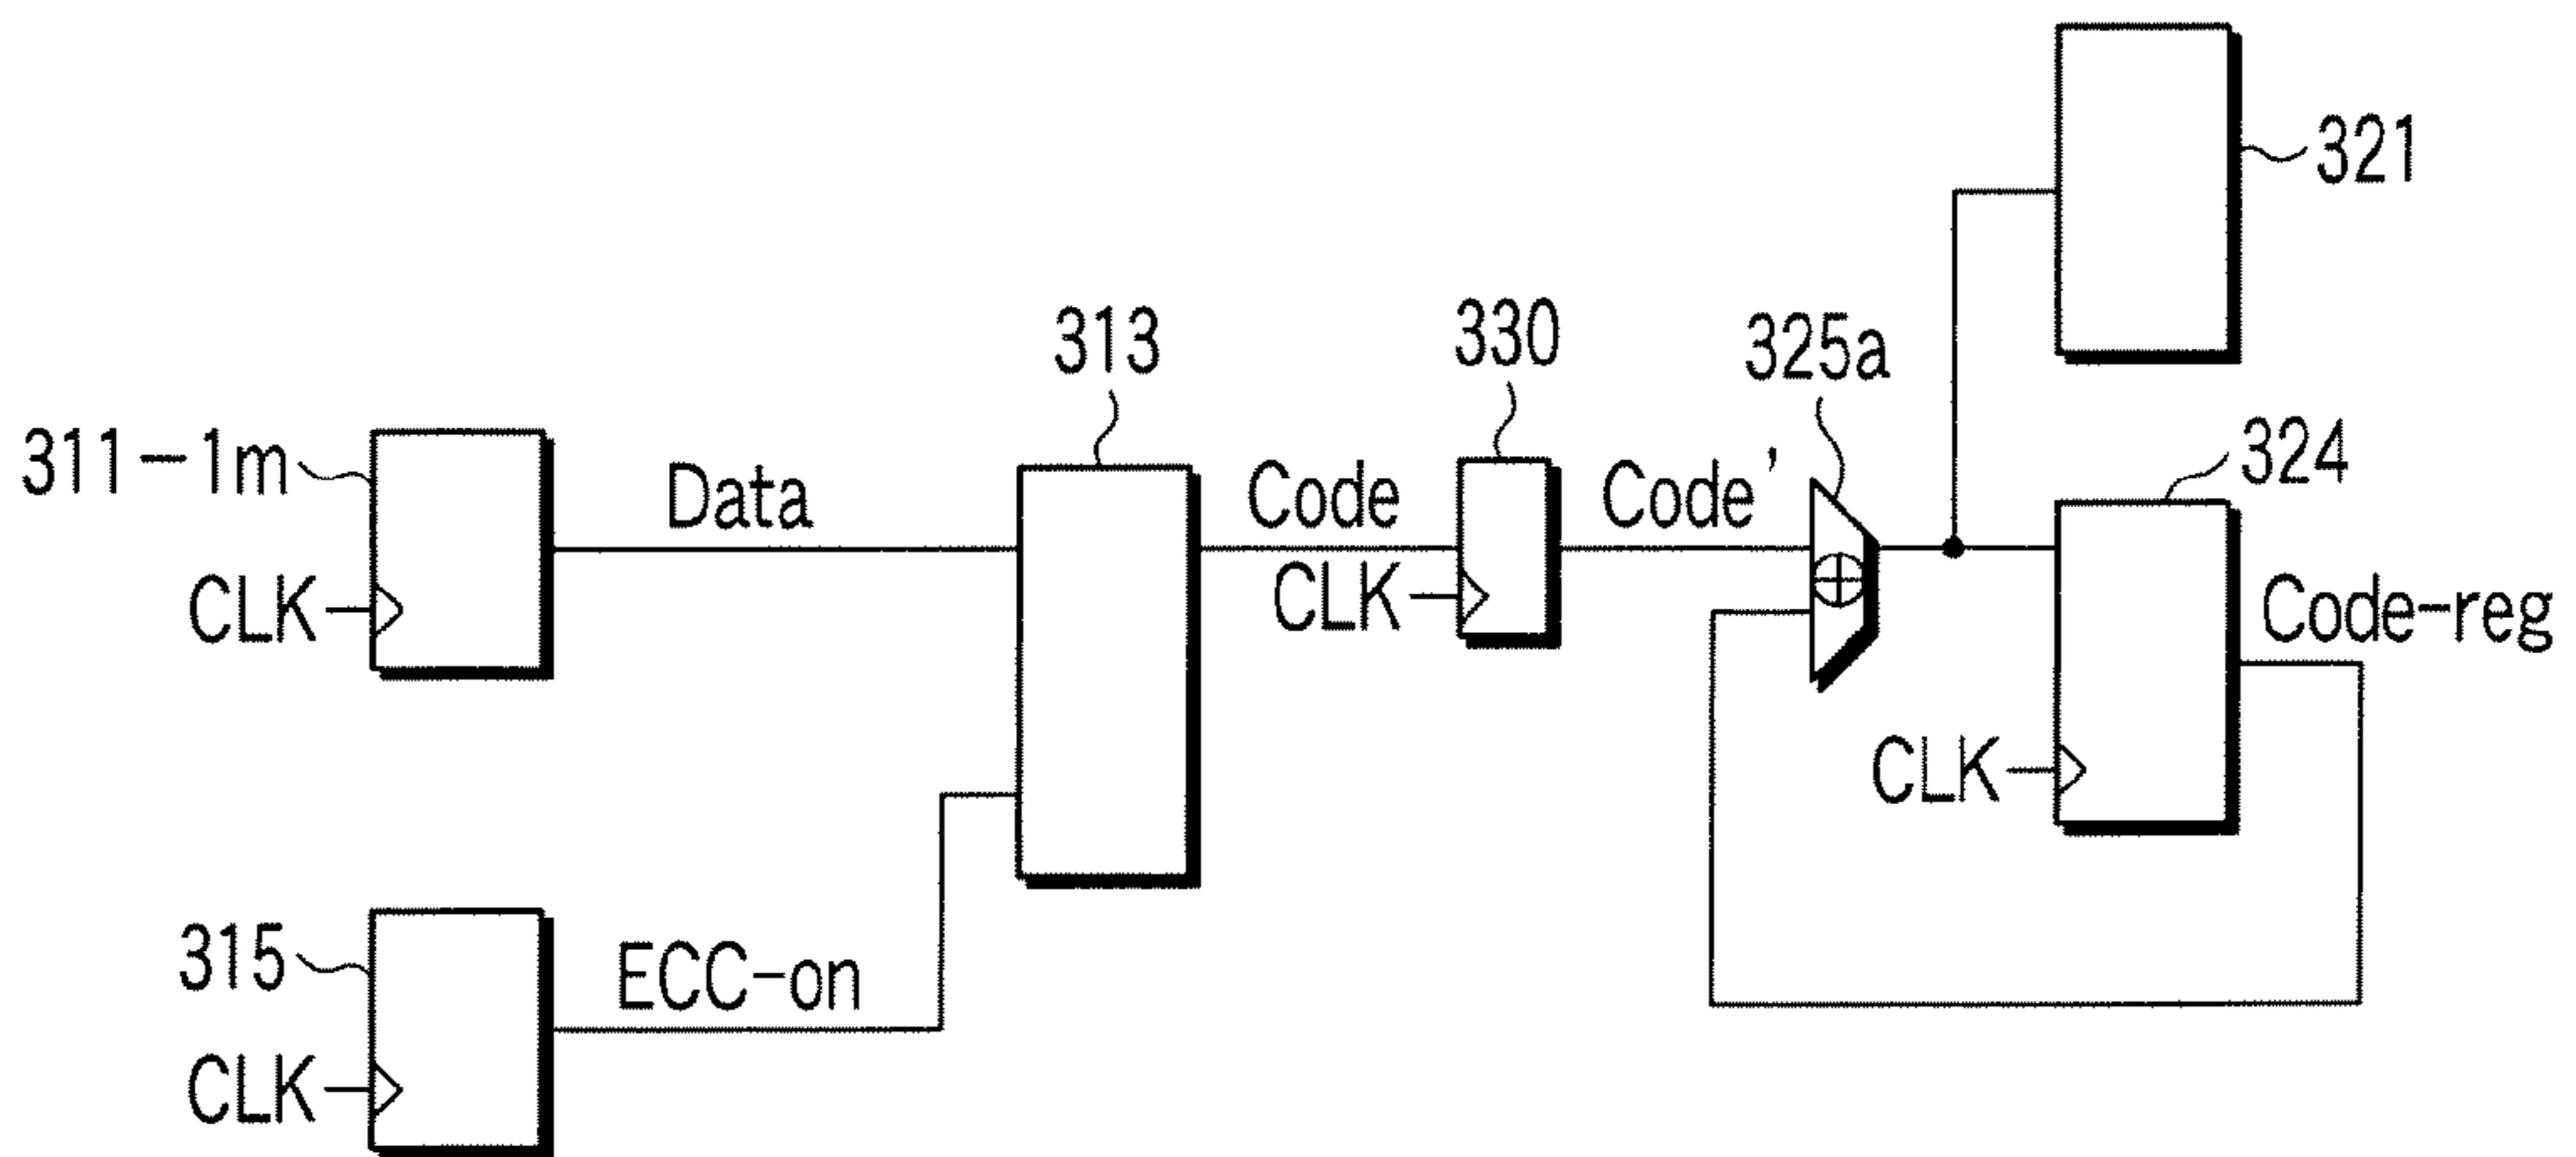 321
313
330
325a
324
311-1m
Data
Code
Code'
CLK
CLK
Code-reg
CLK
315
ECC-on
CLK